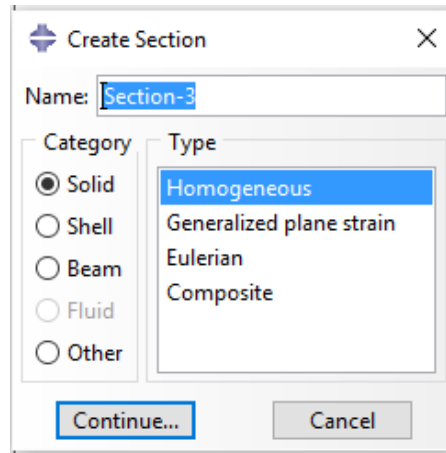 Create Section
Name: Section-3
Category
Solid
Shell
Beam
Fluid
Other
Type
Homogeneous
Generalized plane strain
Eulerian
Composite
Continue...
Cancel